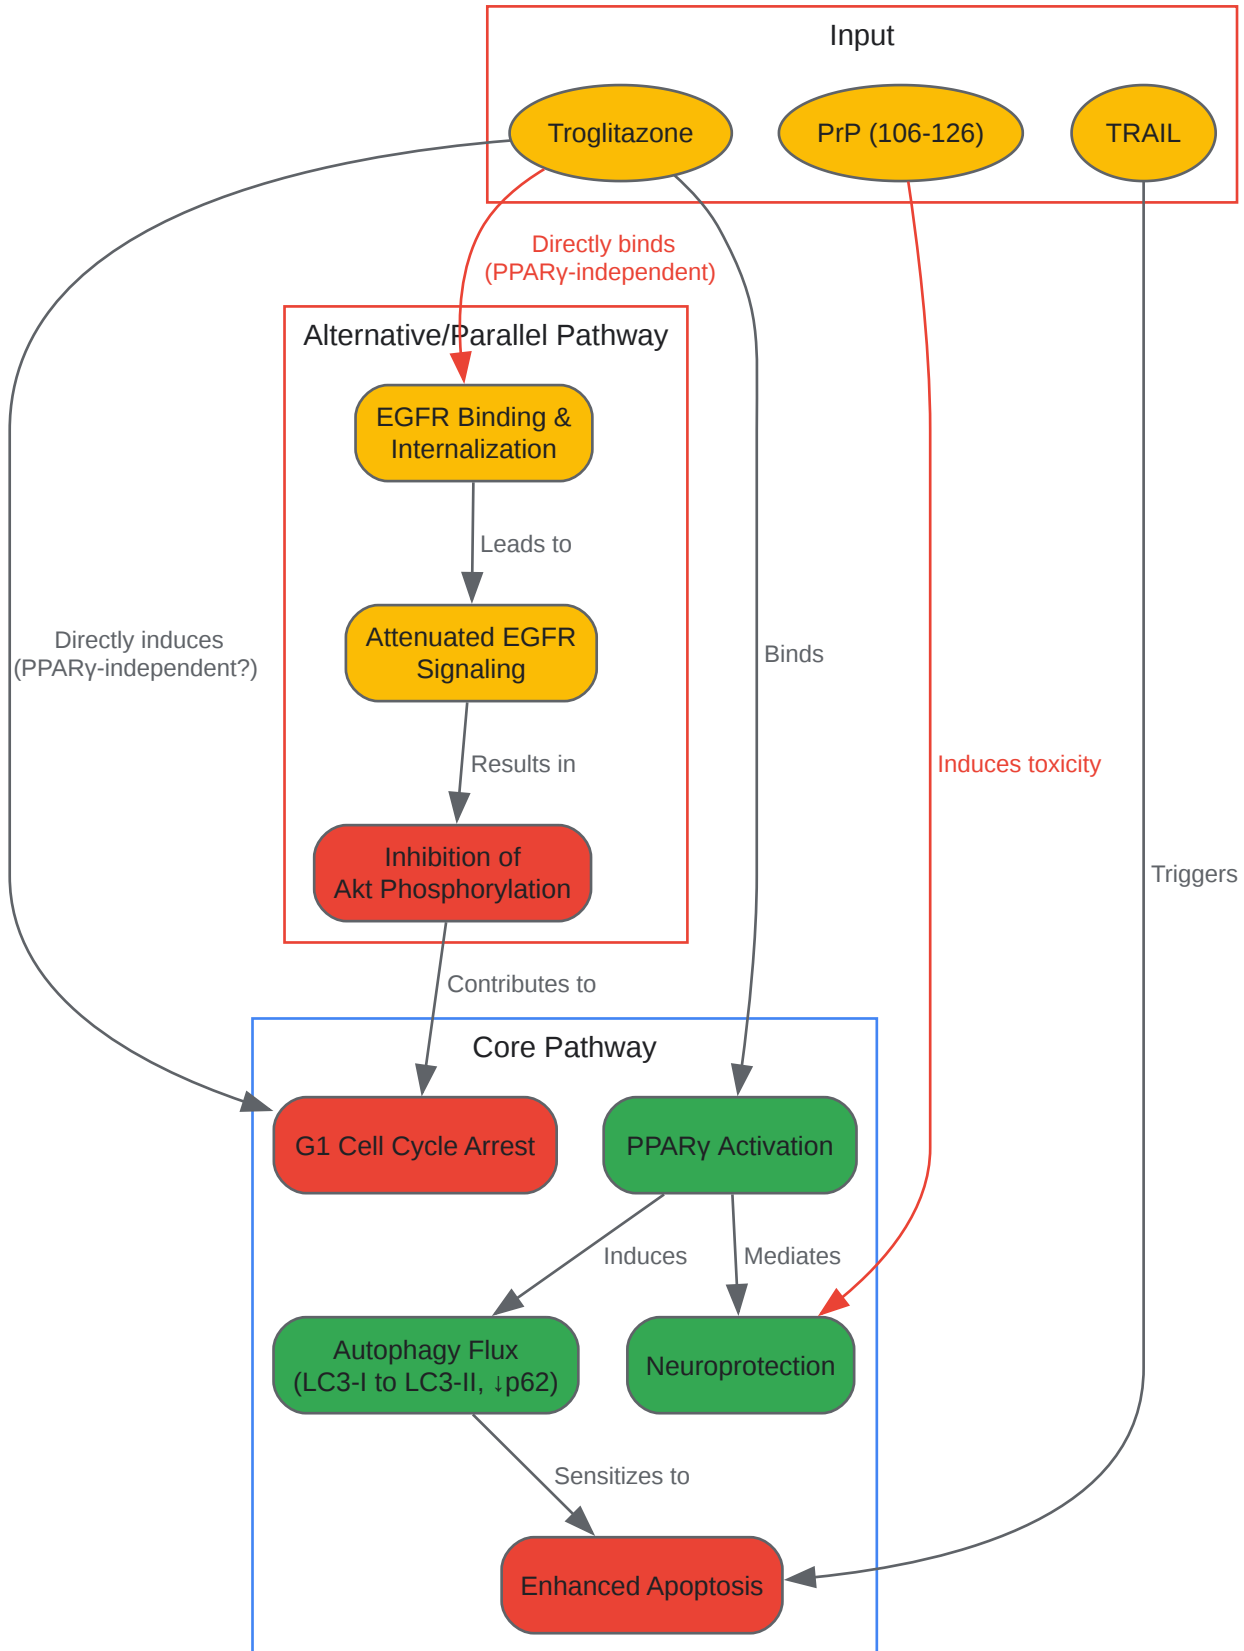 Input
Troglitazone
PrP (106-126)
TRAIL
Directly binds
(PPARγ-independent)
Alternative/Parallel Pathway
EGFR Binding &
Internalization
Leads to
Attenuated EGFR
Signaling
Directly induces
(PPARγ-independent?)
Binds
Results in
Induces toxicity
Inhibition of
Akt Phosphorylation
Triggers
Contributes to
Core Pathway
G1 Cell Cycle Arrest
PPARγ Activation
Induces
Mediates
Autophagy Flux
(LC3-I to LC3-II, ↓p62)
Neuroprotection
Sensitizes to
Enhanced Apoptosis